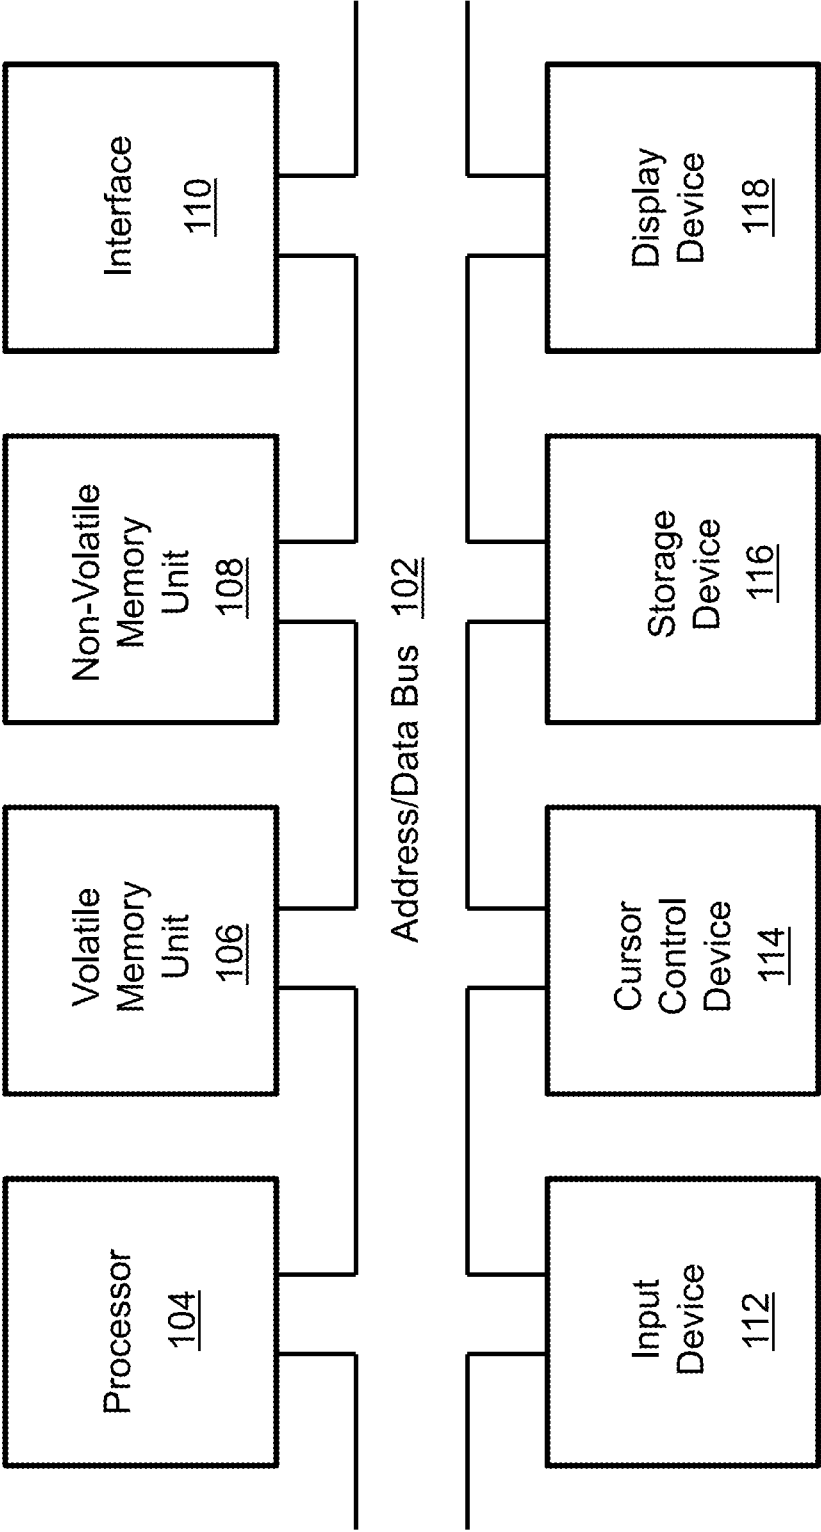 Processor
104
Volatile
Memory
Unit
106
Non-Volatile
Memory
Unit
108
Interface
110
Address/Data Bus 102
Input
Device
112
Cursor
Control
Device
114
Storage
Device
116
Display
Device
118